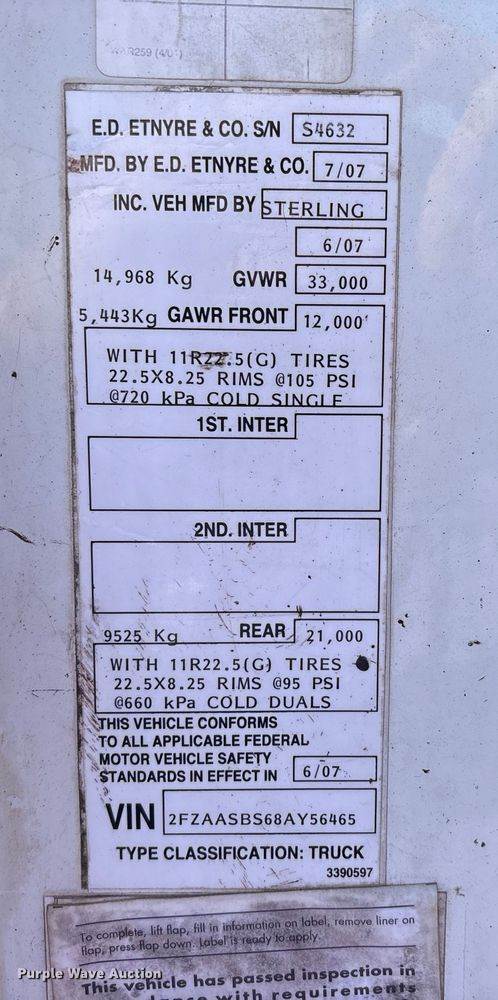 WAR259 (4/01)
E.D. ETNYRE & CO. S/N S4632
MFD. BY E.D. ETNYRE & CO. 7/07
INC. VEH MFD BY STERLING
6/07
14,968 Kg GVWR 33,000
5,443Kg GAWR FRONT 12,000
WITH 11R22.5(G) TIRES
22.5X8.25 RIMS @105 PSI
@720 kPa COLD SINGLE
1ST. INTER
2ND. INTER
9525 Kg REAR 21,000
WITH 11R22.5(G) TIRES
22.5X8.25 RIMS @95 PSI
@660 kPa COLD DUALS
THIS VEHICLE CONFORMS
TO ALL APPLICABLE FEDERAL
MOTOR VEHICLE SAFETY
STANDARDS IN EFFECT IN 6/07
VIN 2FZAASBS68AY56465
TYPE CLASSIFICATION: TRUCK
3390597
To complete, lift flap, fill in information on label, remove liner on
flap, press flap down. Label is ready to apply.
This vehicle has passed inspection in
with requirements
Purple Wave Auction